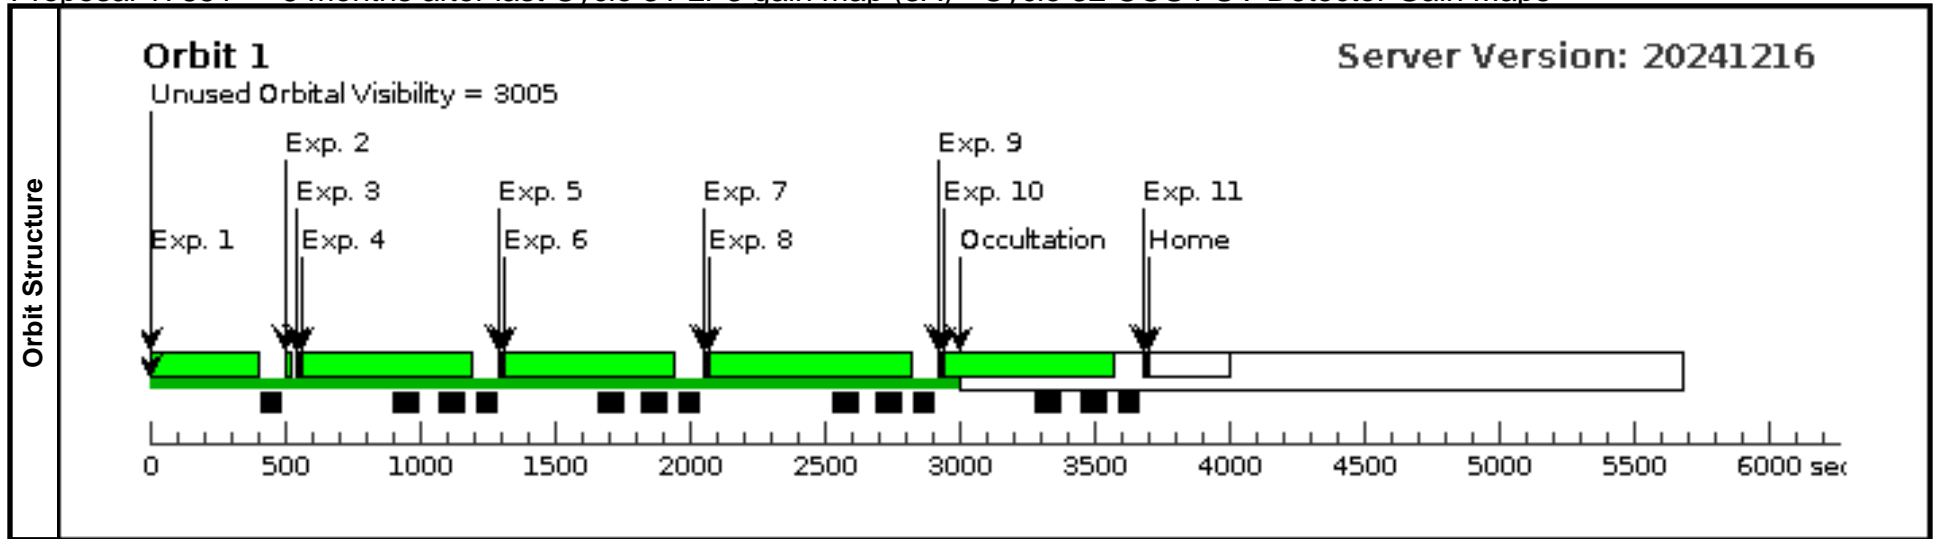 Orbit Structure
Orbit 1
Server Version: 20241216
Unused Orbital Visibility = 3005
Exp. 2
Exp. 9
Exp. 3
Exp. 5
Exp. 7
Exp. 10
Exp. 11
Exp. 1
Exp. 4
Exp. 6
Exp. 8
Occultation
Home
0 500 1000 1500 2000 2500 3000 3500 4000 4500 5000 5500 6000